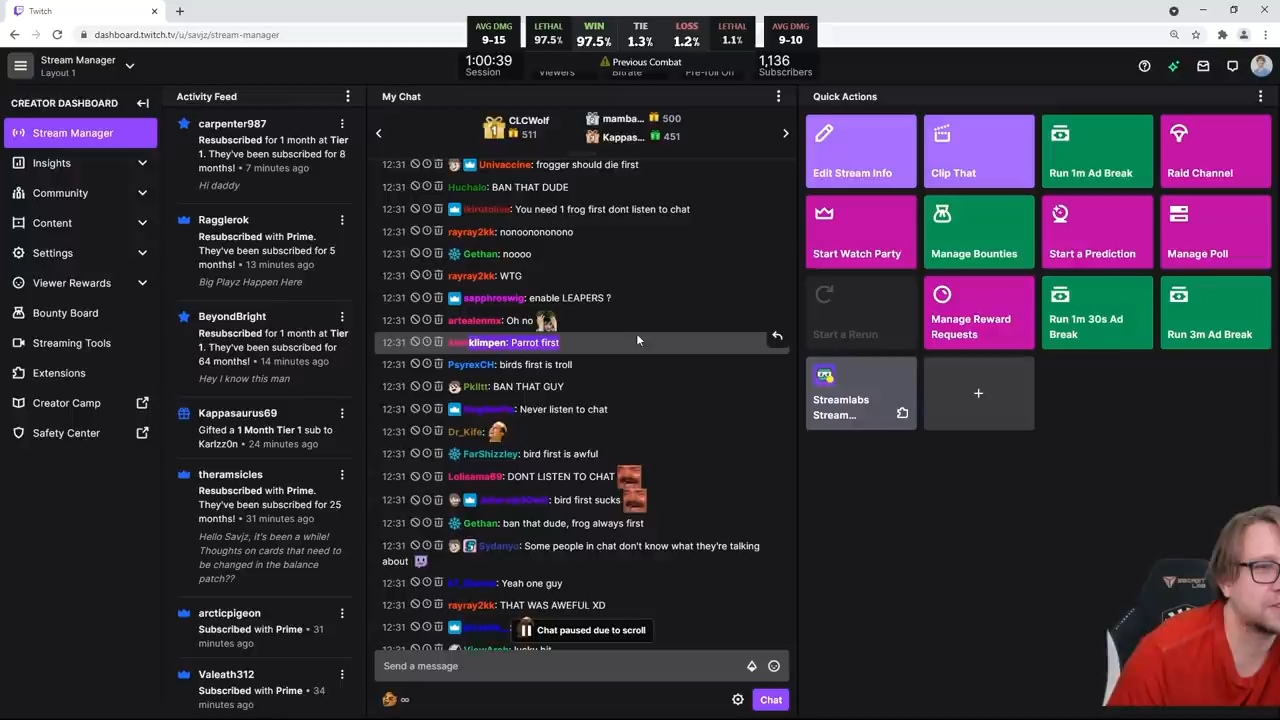 Twitch
dashboard.twitch.tv/u/savjz/stream-manager
AVG DMG
9-15
LETHAL
97.5%
WIN
97.5%
TIE
1.3%
LOSS
1.2%
LETHAL
1.1%
AVG DMG
9-10
Previous Combat
Stream Manager
Layout 1
1:00:39
Session
Viewers
Bitrate
Pre-roll Off
1,136
Subscribers
CREATOR DASHBOARD
Stream Manager
Insights
Community
Content
Settings
Viewer Rewards
Bounty Board
Streaming Tools
Extensions
Creator Camp
Safety Center
Activity Feed
carpenter987
Resubscribed for 1 month at Tier
1. They've been subscribed for 8
months! • 7 minutes ago
Hi daddy
Ragglerok
Resubscribed with Prime.
They've been subscribed for 5
months! • 13 minutes ago
Big Playz Happen Here
BeyondBright
Resubscribed for 1 month at Tier
1. They've been subscribed for
64 months! • 14 minutes ago
Hey I know this man
Kappasaurus69
Gifted a 1 Month Tier 1 sub to
Karlzz0n • 24 minutes ago
theramsicles
Resubscribed with Prime.
They've been subscribed for 25
months! • 31 minutes ago
Hello Savjz, it's been a while!
Thoughts on cards that need to
be changed in the balance
patch??
arcticpigeon
Subscribed with Prime • 31
minutes ago
Valeath312
Subscribed with Prime • 34
minutes ago
My Chat
1
CLCWolf
511
mamba... 500
Kappas... 451
12:31 Univaccine: frogger should die first
12:31 Huchalo: BAN THAT DUDE
12:31 ikirutolive: You need 1 frog first dont listen to chat
12:31 rayray2kk: nonoonononono
12:31 Gethan: noooo
12:31 rayray2kk: WTG
12:31 sapphroswig: enable LEAPERS ?
12:31 artealenmx: Oh no
12:31 klimpen: Parrot first
12:31 PsyrexCH: birds first is troll
12:31 Pklltt: BAN THAT GUY
12:31 : Never listen to chat
12:31 Dr_Kife:
12:31 FarShizzley: bird first is awful
12:31 Lolisama69: DONT LISTEN TO CHAT
12:31 : bird first sucks
12:31 Gethan: ban that dude, frog always first
12:31 Sydanyo: Some people in chat don't know what they're talking
about
12:31 : Yeah one guy
12:31 rayray2kk: THAT WAS AWEFUL XD
12:31
Chat paused due to scroll
Send a message
∞
Chat
Quick Actions
Edit Stream Info
Clip That
Run 1m Ad Break
Raid Channel
Start Watch Party
Manage Bounties
Start a Prediction
Manage Poll
Start a Rerun
Manage Reward
Requests
Run 1m 30s Ad
Break
Run 3m Ad Break
Streamlabs
Stream...
SECRET
LAB